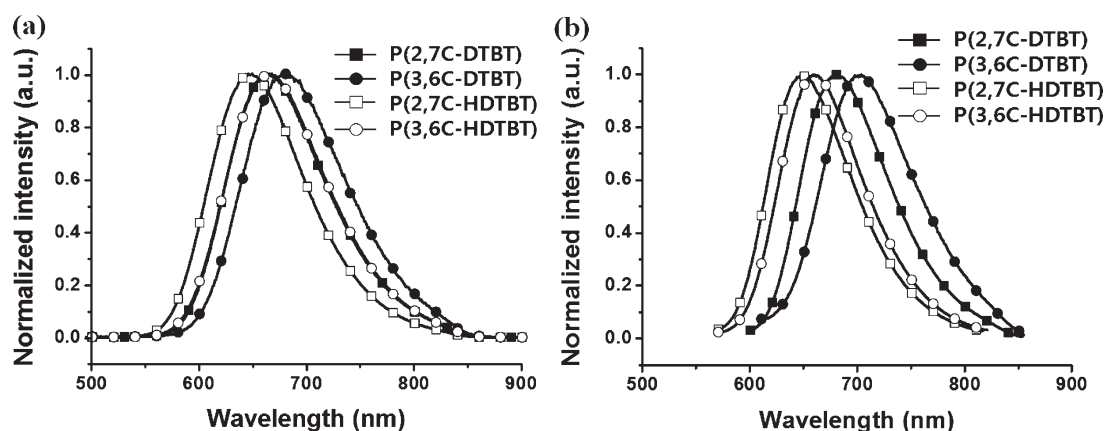 (a)
P(2,7C-DTBT)
P(3,6C-DTBT)
P(2,7C-HDTBT)
P(3,6C-HDTBT)
Normalized intensity (a.u.)
1.0
0.8
0.6
0.4
0.2
0.0
500 600 700 800 900
Wavelength (nm)
(b)
P(2,7C-DTBT)
P(3,6C-DTBT)
P(2,7C-HDTBT)
P(3,6C-HDTBT)
Normalized intensity (a.u.)
1.0
0.8
0.6
0.4
0.2
0.0
500 600 700 800 900
Wavelength (nm)